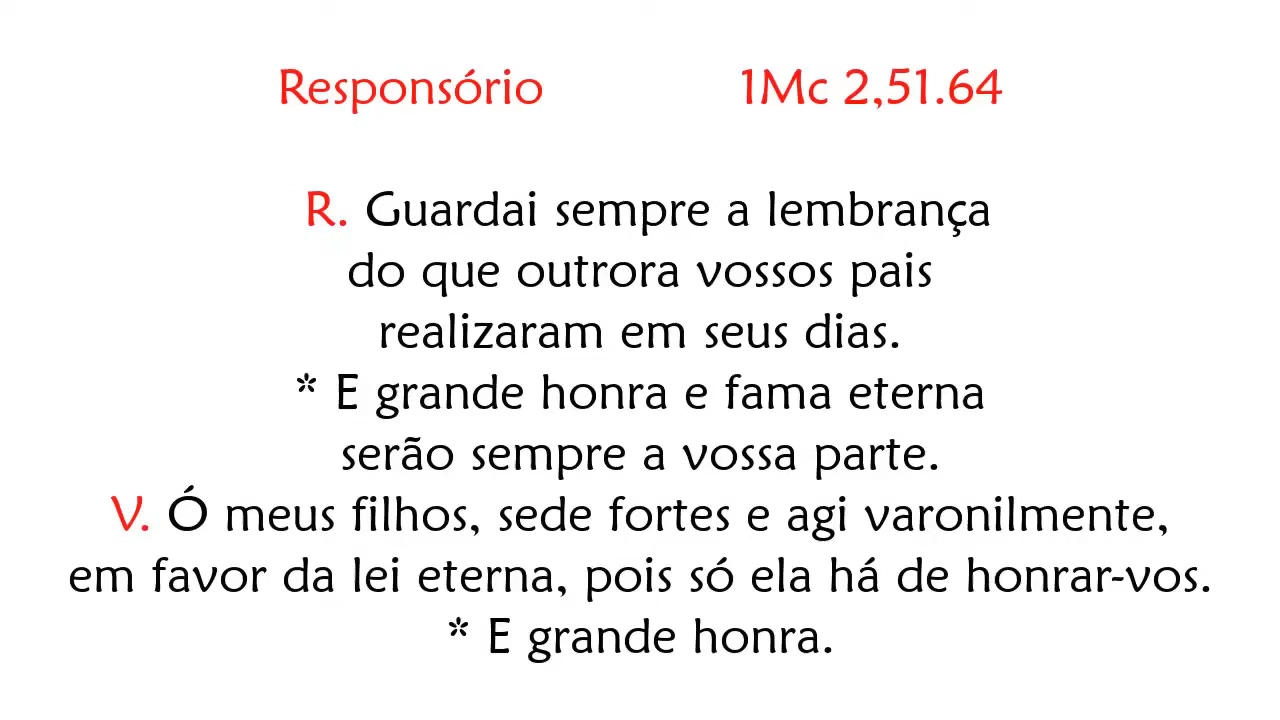 Responsório 1Mc 2,51.64
R. Guardai sempre a lembrança
do que outrora vossos pais
realizaram em seus dias.
* E grande honra e fama eterna
serão sempre a vossa parte.
V. Ó meus filhos, sede fortes e agi varonilmente,
em favor da lei eterna, pois só ela há de honrar-vos.
* E grande honra.